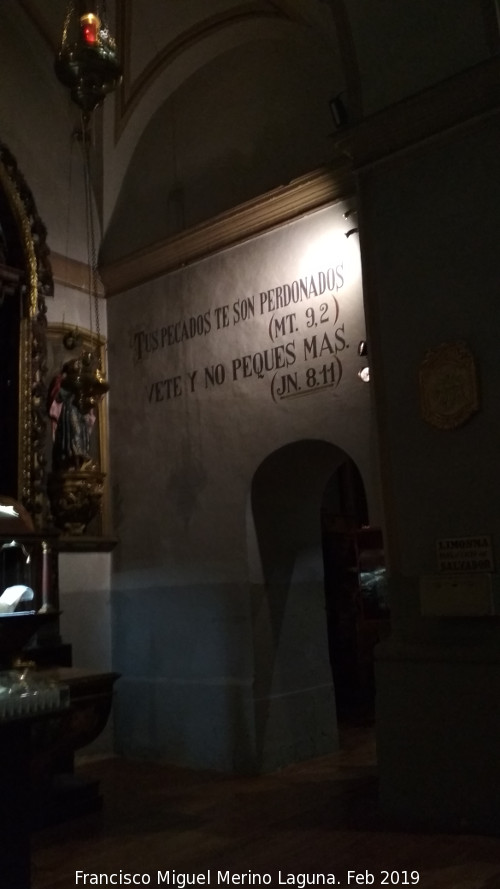 TUS PECADOS TE SON PERDONADOS
(MT. 9,2)
VETE Y NO PEQUES MAS.
(JN. 8.11)
LIMOSNA
SALVADOR
Francisco Miguel Merino Laguna. Feb 2019